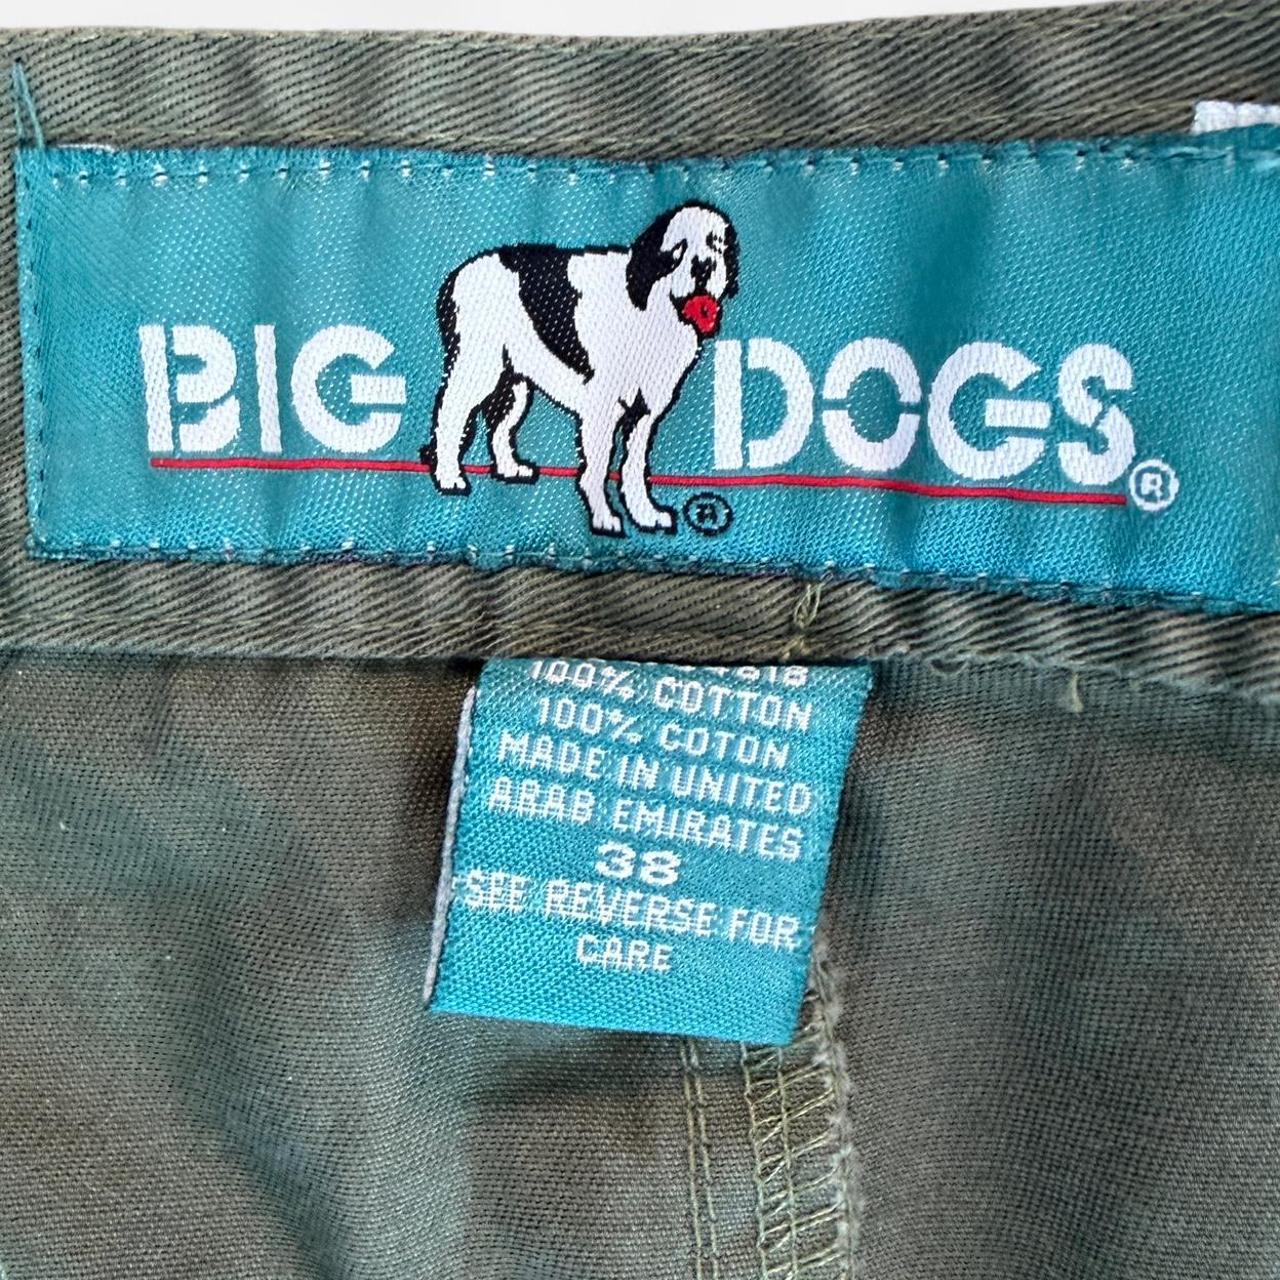 BIG DOGS®
®
100% COTTON
100% COTON
MADE IN UNITED
ARAB EMIRATES
38
SEE REVERSE FOR
CARE